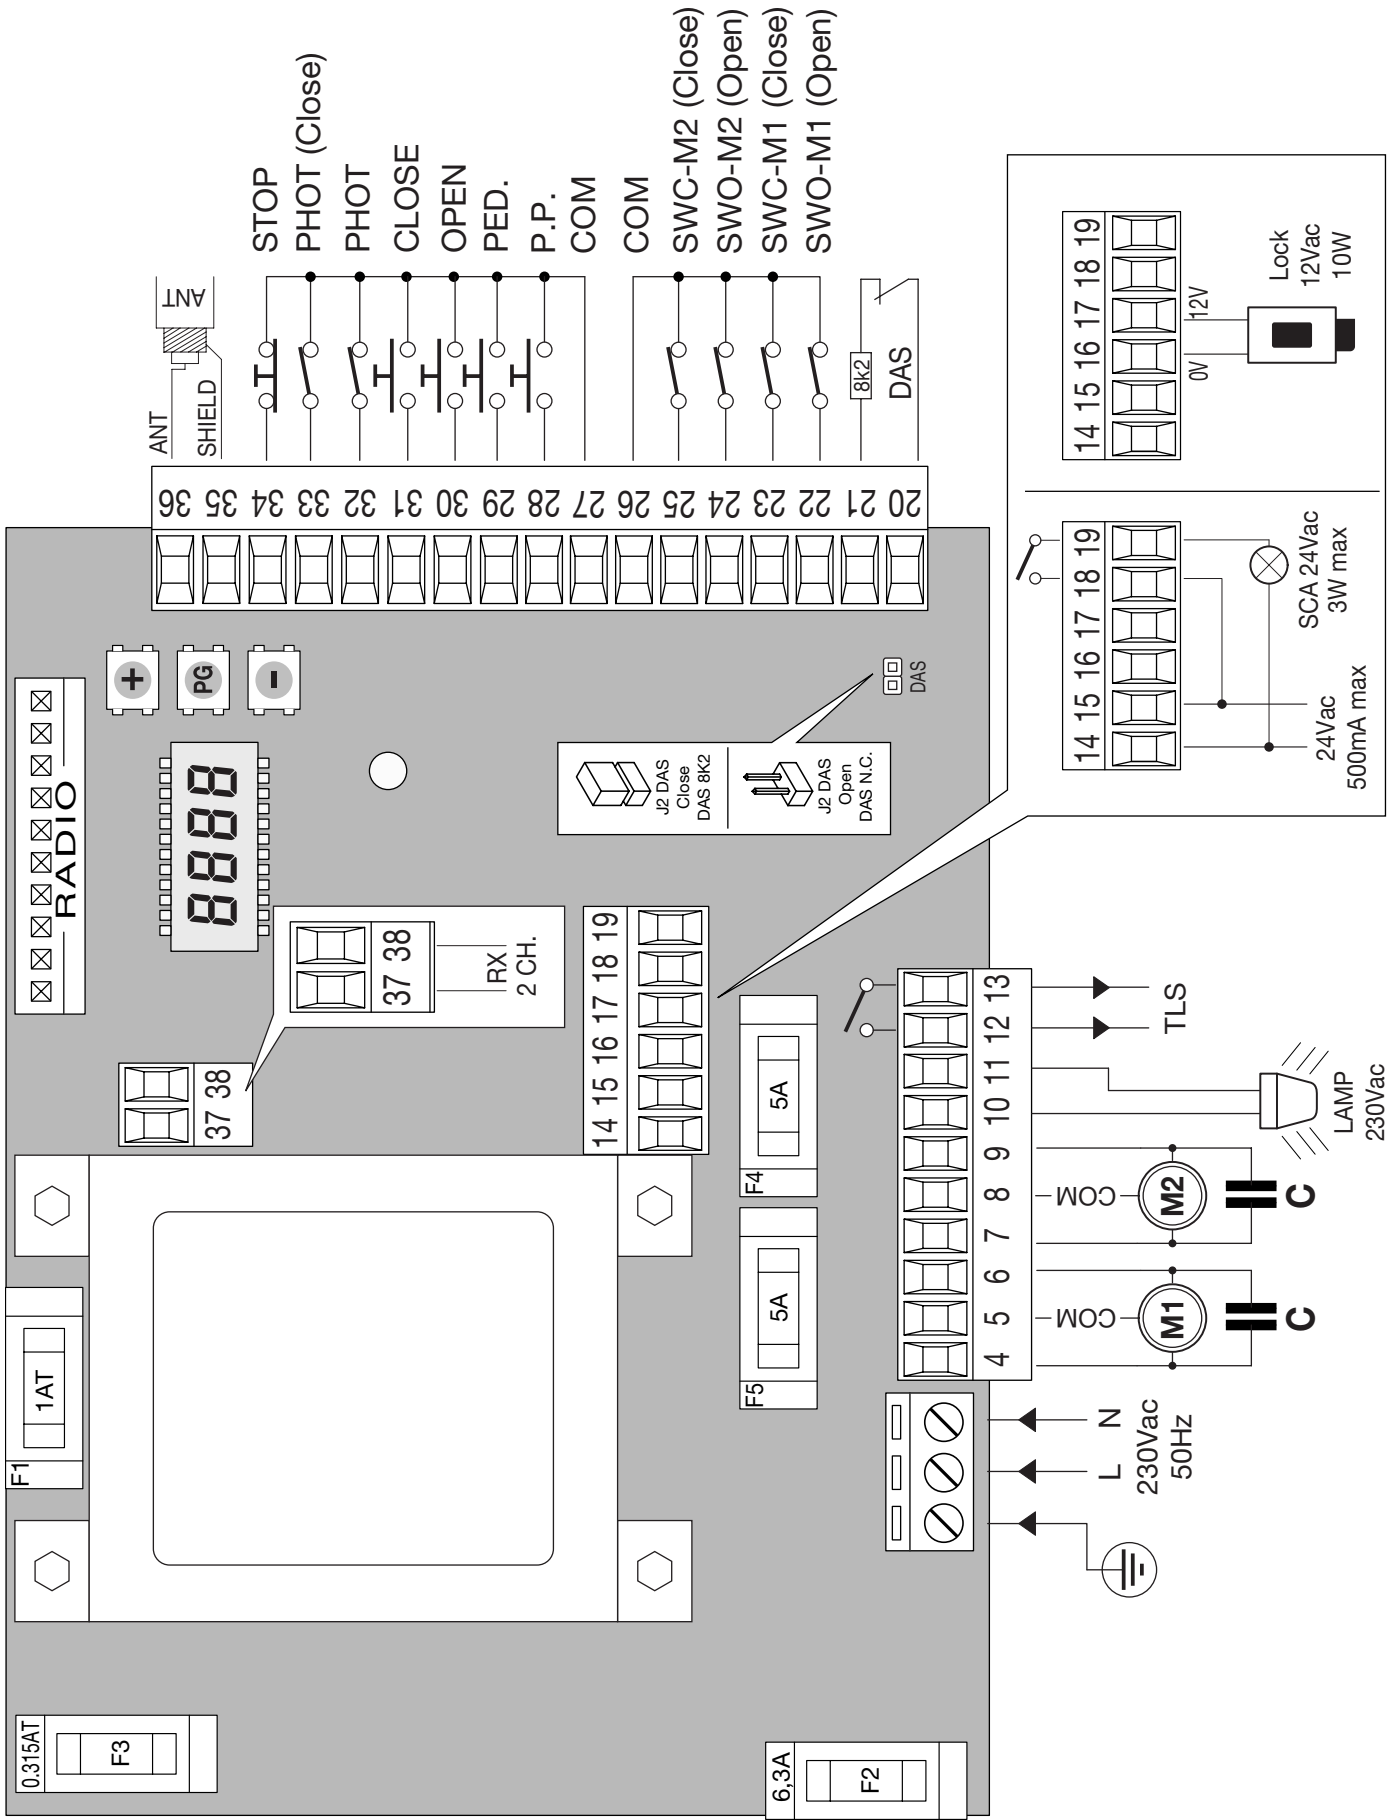 0.315AT
F3
6,3A
F2
F1
1AT
RADIO
+
PG
-
8888
37 38
37 38
RX
2 CH.
14 15 16 17 18 19
F5
5A
F4
5A
J2 DAS
Close
DAS 8K2
J2 DAS
Open
DAS N.C.
DAS
36 35 34 33 32 31 30 29 28 27 26 25 24 23 22 21 20
ANT
SHIELD
ANT
STOP
PHOT (Close)
PHOT
CLOSE
OPEN
PED.
P.P.
COM
COM
SWC-M2 (Close)
SWO-M2 (Open)
SWC-M1 (Close)
SWO-M1 (Open)
8k2
DAS
L N
230Vac
50Hz
4 5 6 7 8 9 10 11 12 13
COM
M1
C
COM
M2
C
LAMP
230Vac
TLS
14 15 16 17 18 19
24Vac
500mA max
SCA 24Vac
3W max
14 15 16 17 18 19
0V
12V
Lock
12Vac
10W